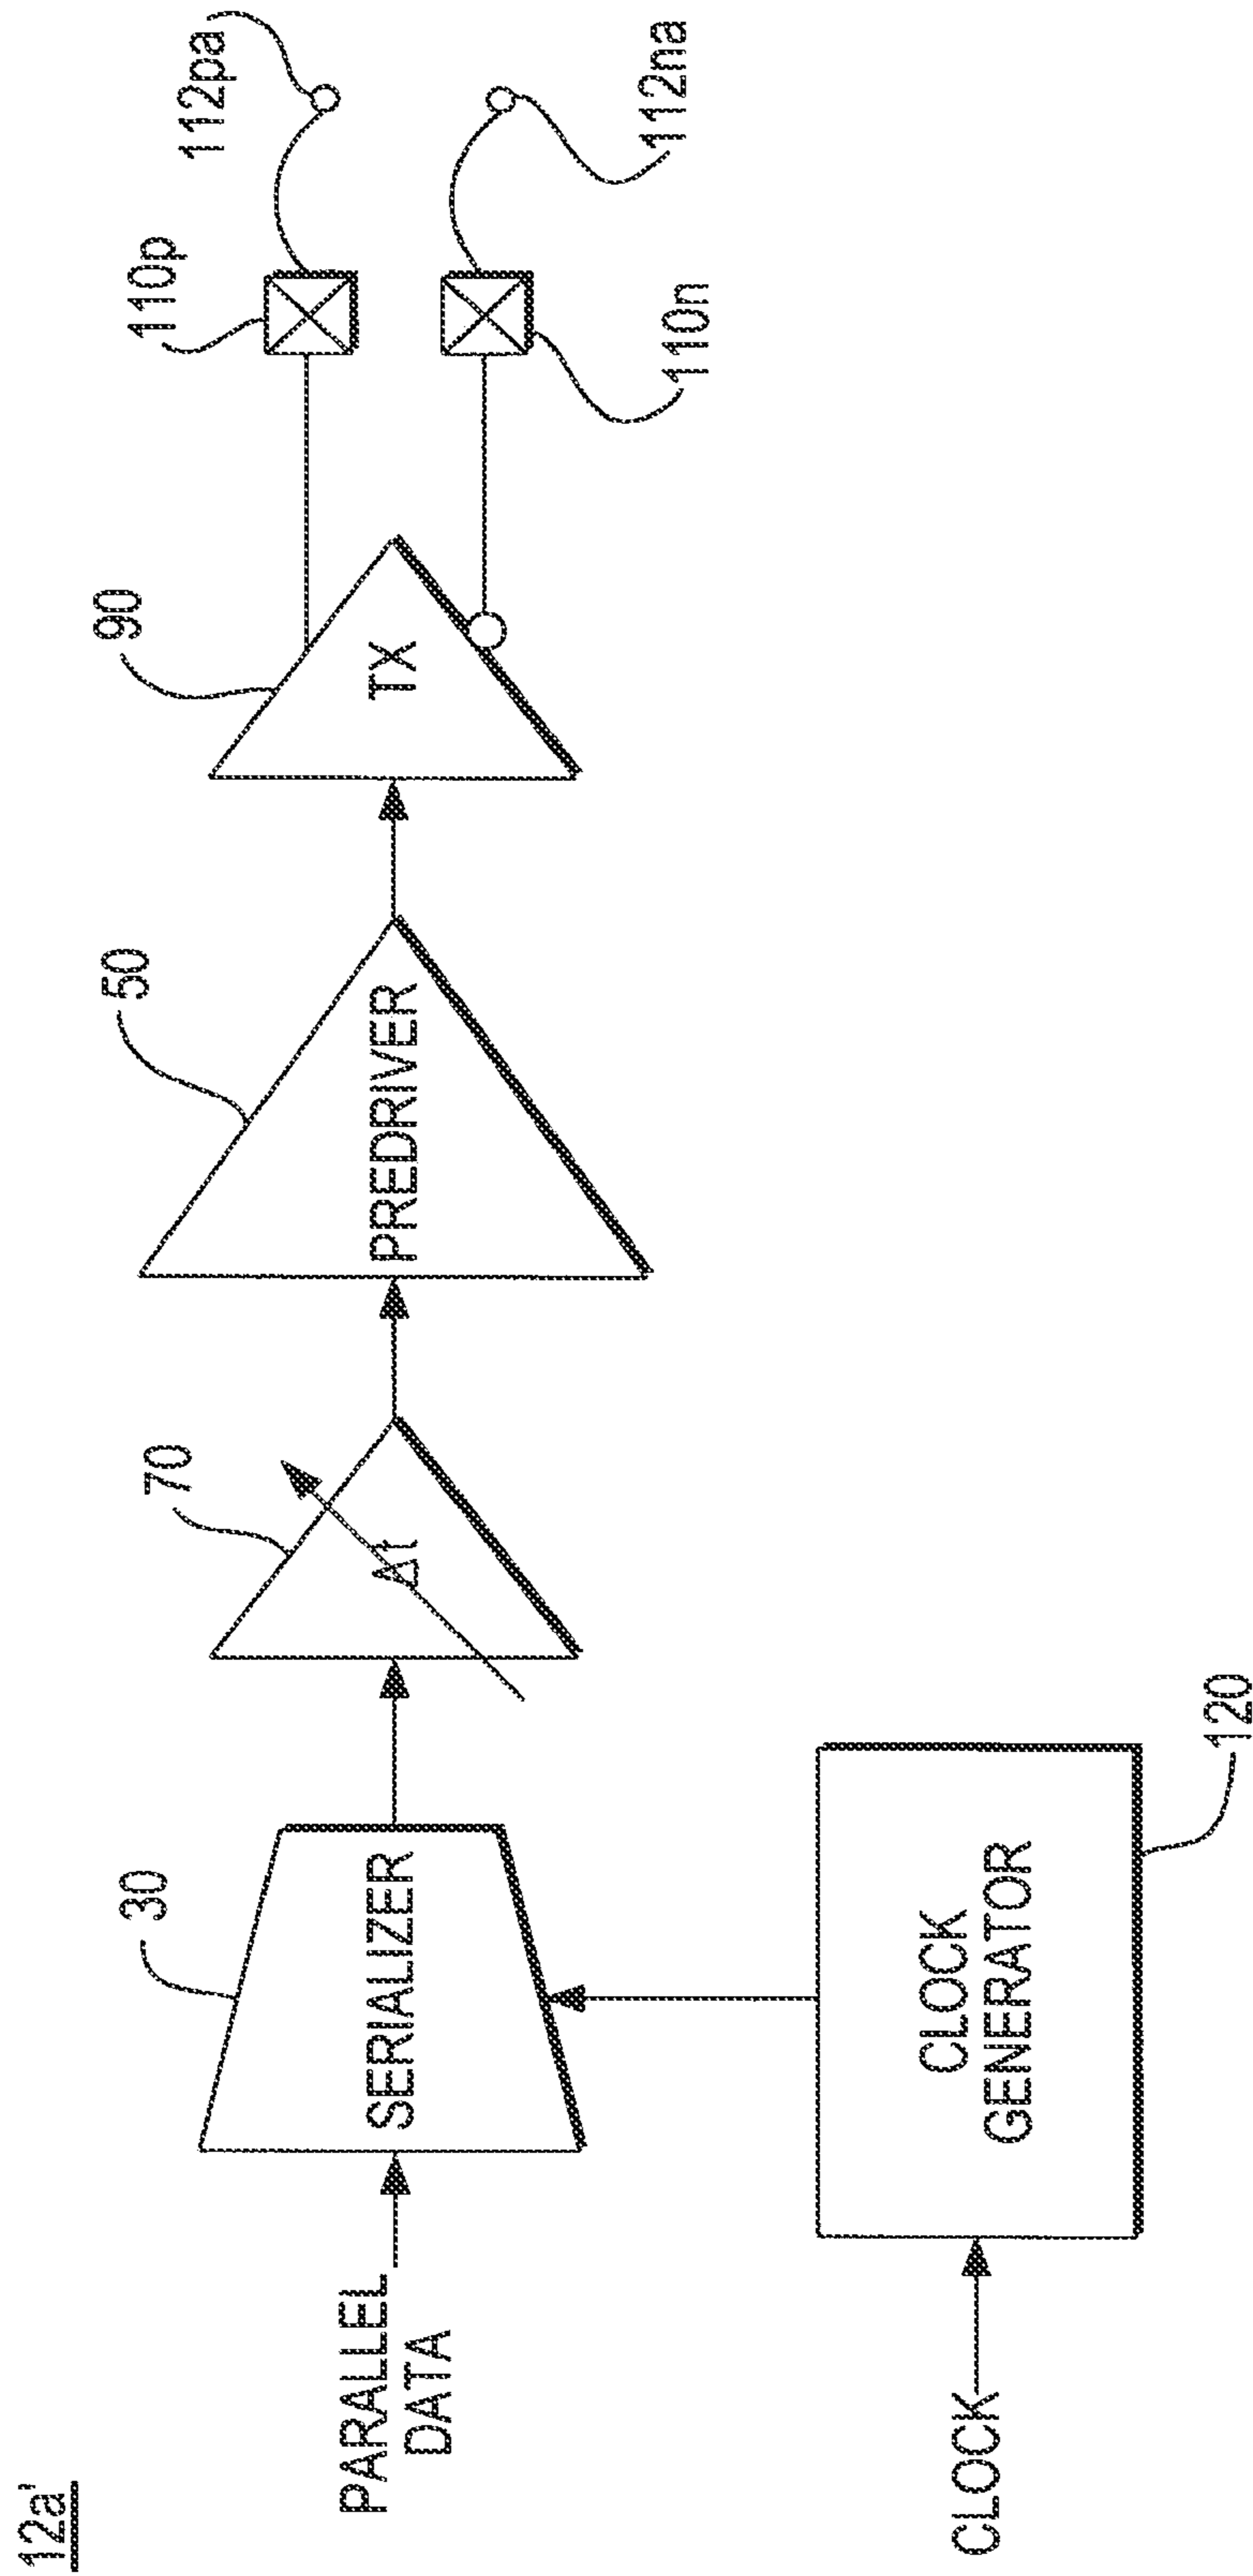 12a'
PARALLEL
DATA
SERIALIZER
30
Δt
70
PREDRIVER
50
TX
90
110p
112pa
110n
112na
CLOCK
CLOCK
GENERATOR
120